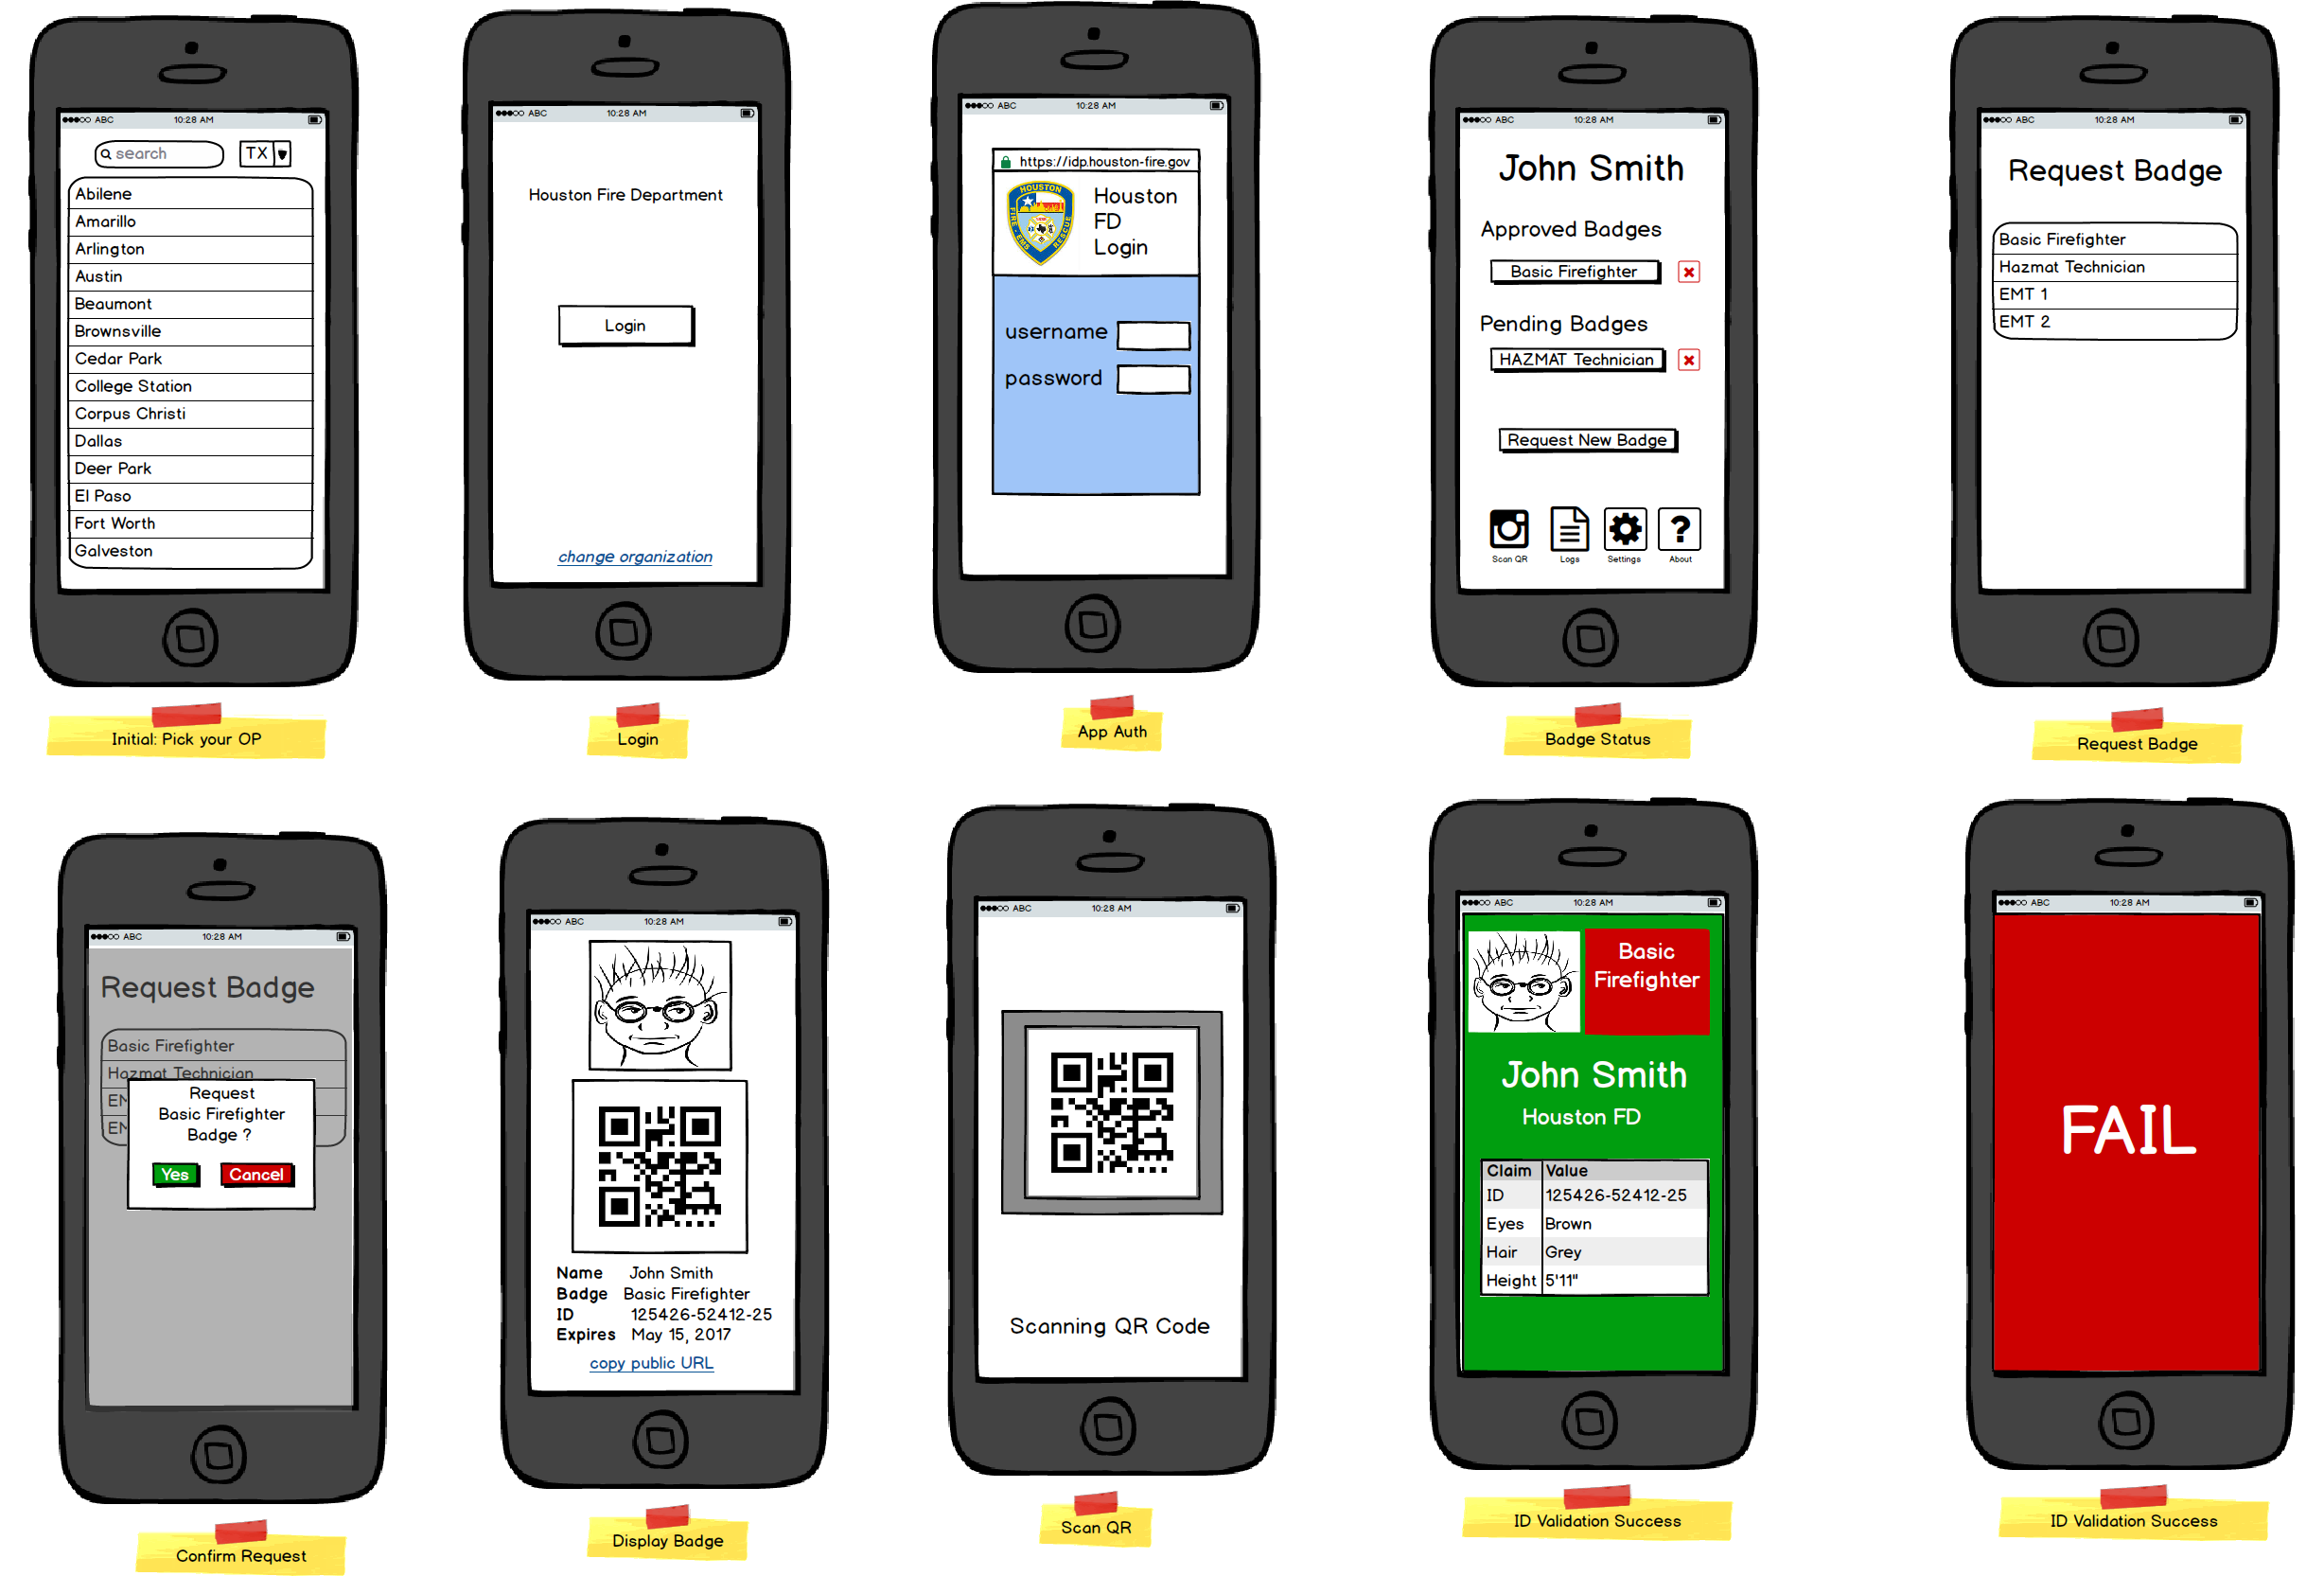 ABC 10:28 AM
search TX
Abilene
Amarillo
Arlington
Austin
Beaumont
Brownsville
Cedar Park
College Station
Corpus Christi
Dallas
Deer Park
El Paso
Fort Worth
Galveston
Initial: Pick your OP
ABC 10:28 AM
Houston Fire Department
Login
change organization
Login
ABC 10:28 AM
https://idp.houston-fire.gov
HOUSTON
FIRE - EMS RESCUE
Houston
FD
Login
username
password
App Auth
ABC 10:28 AM
John Smith
Approved Badges
Basic Firefighter
Pending Badges
HAZMAT Technician
Request New Badge
?
Scan QR Logs Settings About
Badge Status
ABC 10:28 AM
Request Badge
Basic Firefighter
Hazmat Technician
EMT 1
EMT 2
Request Badge
ABC 10:28 AM
Request Badge
Basic Firefighter
Hazmat Technician
Request
Basic Firefighter
Badge ?
Yes Cancel
Confirm Request
ABC 10:28 AM
Name John Smith
Badge Basic Firefighter
ID 125426-52412-25
Expires May 15, 2017
copy public URL
Display Badge
ABC 10:28 AM
Scanning QR Code
Scan QR
ABC 10:28 AM
Basic
Firefighter
John Smith
Houston FD
Claim Value
ID 125426-52412-25
Eyes Brown
Hair Grey
Height 5'11"
ID Validation Success
ABC 10:28 AM
FAIL
ID Validation Success